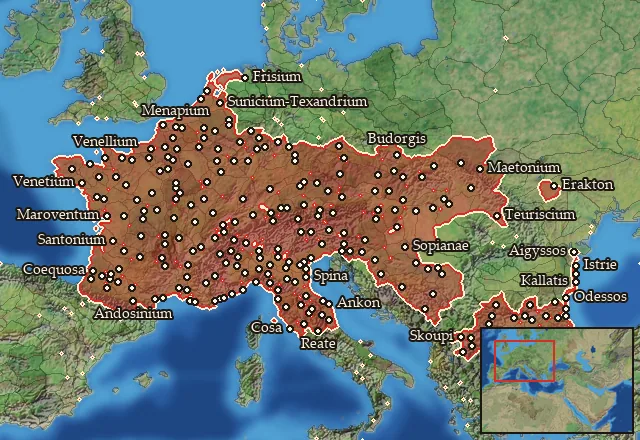 Frisium
Sunicium-Texandrium
Menapium
Budorgis
Venellium
Maetonium
Venetium
Erakton
Maroventum
Teuriscium
Santonium
Sopianae
Aigyssos
Istrie
Coequosa
Spina
Kallatis
Odessos
Ankon
Andosinium
Cosa
Skoupi
Reate